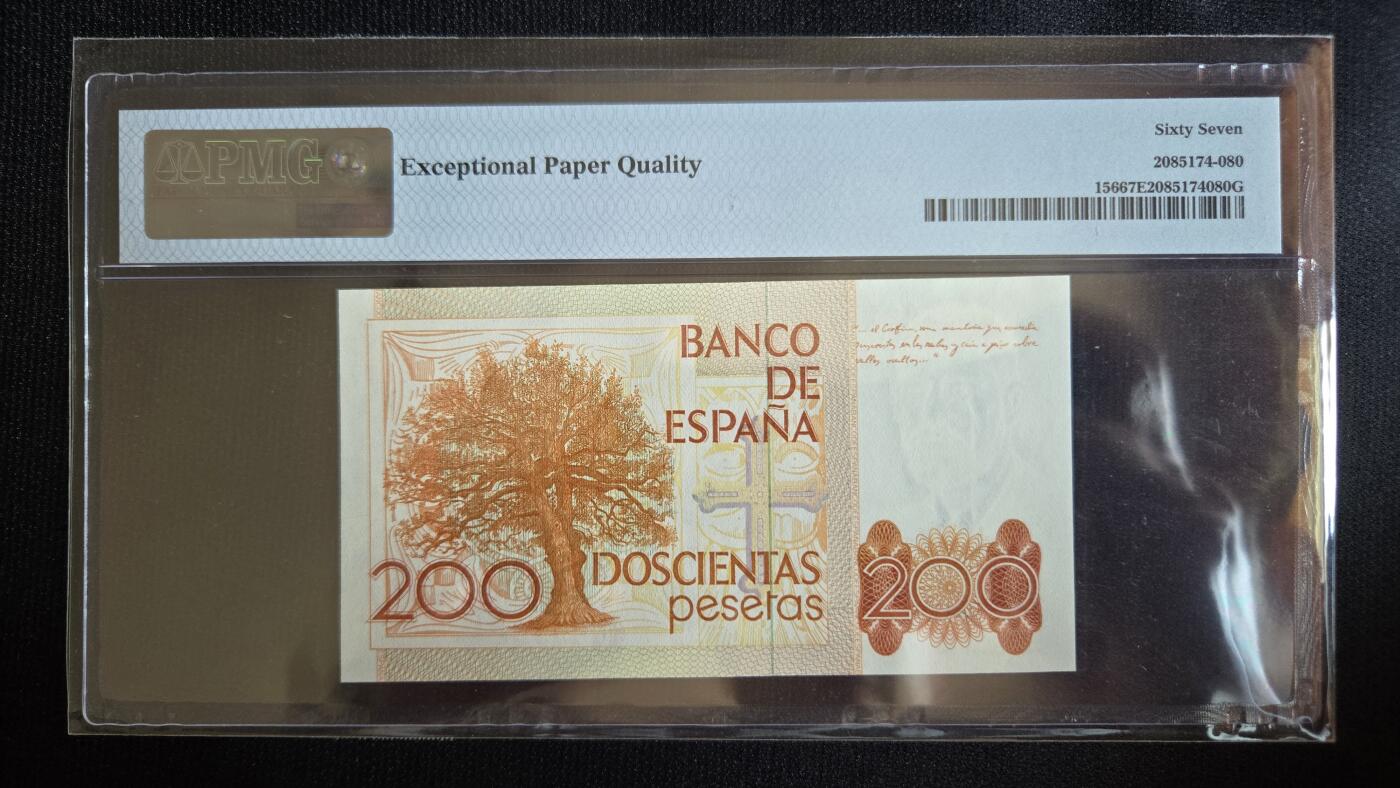 PMG
Exceptional Paper Quality
Sixty Seven
2085174-080
15667E2085174080G
BANCO
DE
ESPAÑA
200
DOSCIENTAS
pesetas
200